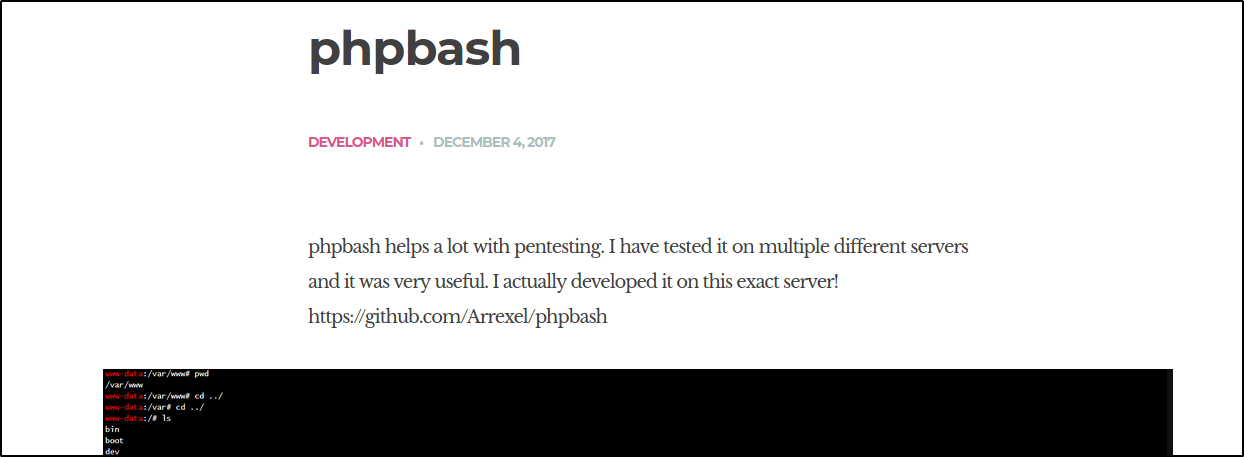 phpbash
DEVELOPMENT • DECEMBER 4, 2017
phpbash helps a lot with pentesting. I have tested it on multiple different servers
and it was very useful. I actually developed it on this exact server!
https://github.com/Arrexel/phpbash
www-data:/var/www# pwd
/var/www
www-data:/var/www# cd ../
www-data:/var# cd ../
www-data:/# ls
bin
boot
dev